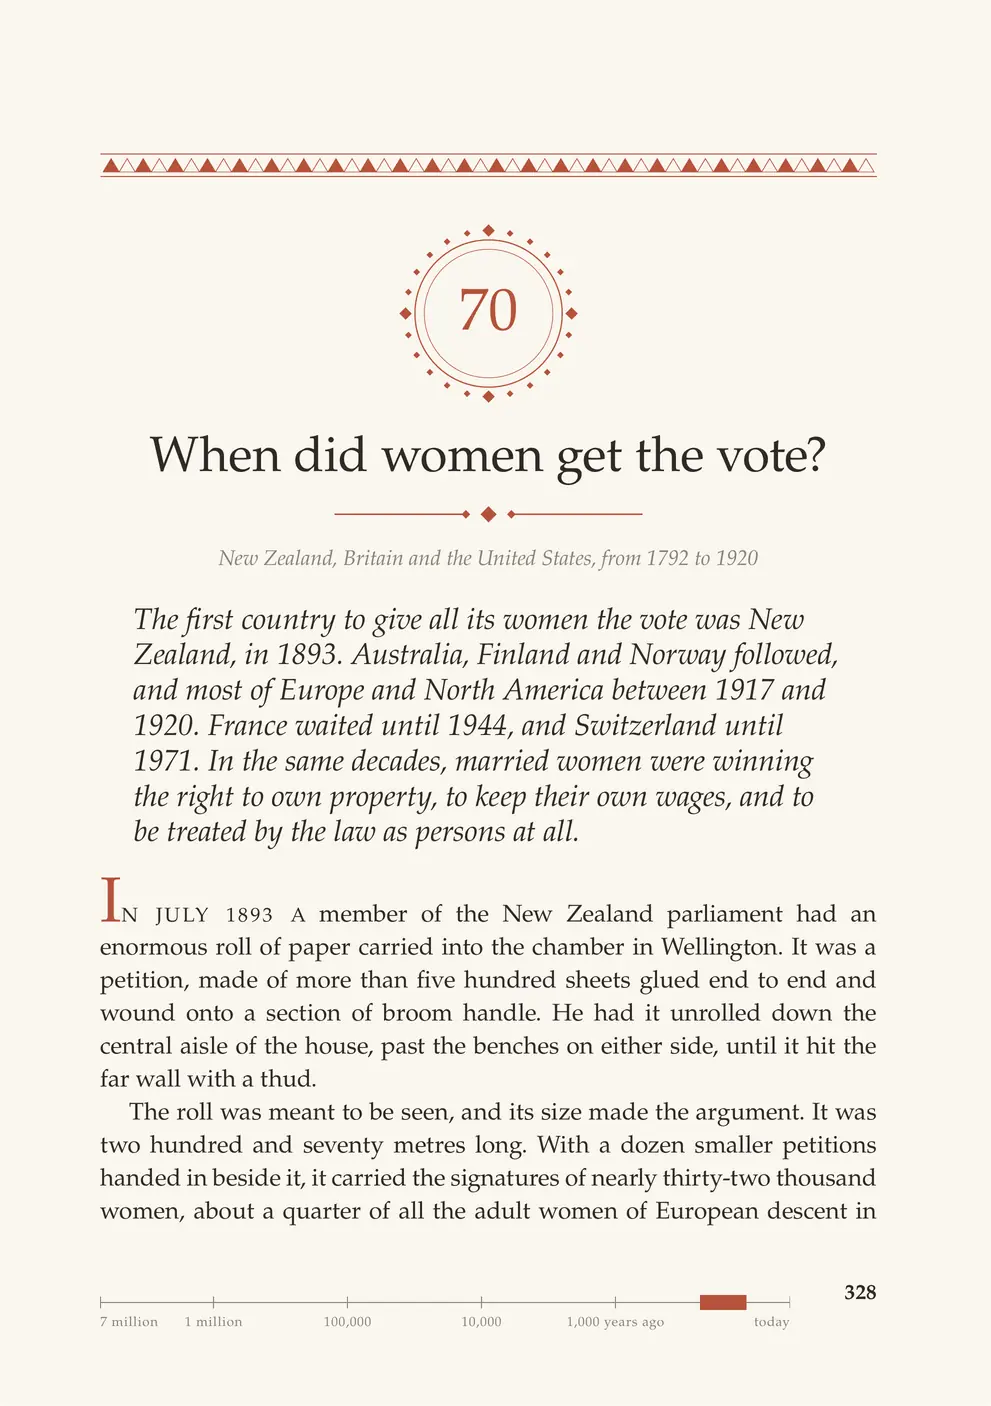 70
When did women get the vote?
New Zealand, Britain and the United States, from 1792 to 1920
The first country to give all its women the vote was New
Zealand, in 1893. Australia, Finland and Norway followed,
and most of Europe and North America between 1917 and
1920. France waited until 1944, and Switzerland until
1971. In the same decades, married women were winning
the right to own property, to keep their own wages, and to
be treated by the law as persons at all.
IN JULY 1893 A member of the New Zealand parliament had an
enormous roll of paper carried into the chamber in Wellington. It was a
petition, made of more than five hundred sheets glued end to end and
wound onto a section of broom handle. He had it unrolled down the
central aisle of the house, past the benches on either side, until it hit the
far wall with a thud.
The roll was meant to be seen, and its size made the argument. It was
two hundred and seventy metres long. With a dozen smaller petitions
handed in beside it, it carried the signatures of nearly thirty-two thousand
women, about a quarter of all the adult women of European descent in
328
7 million 1 million 100,000 10,000 1,000 years ago today